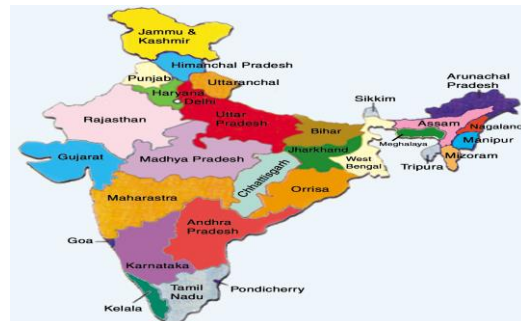 Jammu &
Kashmir
Himanchal Pradesh
Punjab
Uttaranchal
Haryana
Delhi
Arunachal
Pradesh
Sikkim
Rajasthan
Uttar
Pradesh
Assam
Nagaland
Bihar
Meghalaya
Manipur
Gujarat
Madhya Pradesh
Jharkhand
West
Bengal
Tripura
Mizoram
Chhattisgarh
Maharastra
Orrisa
Andhra
Pradesh
Goa
Karnataka
Tamil
Nadu
Pondicherry
Kelala